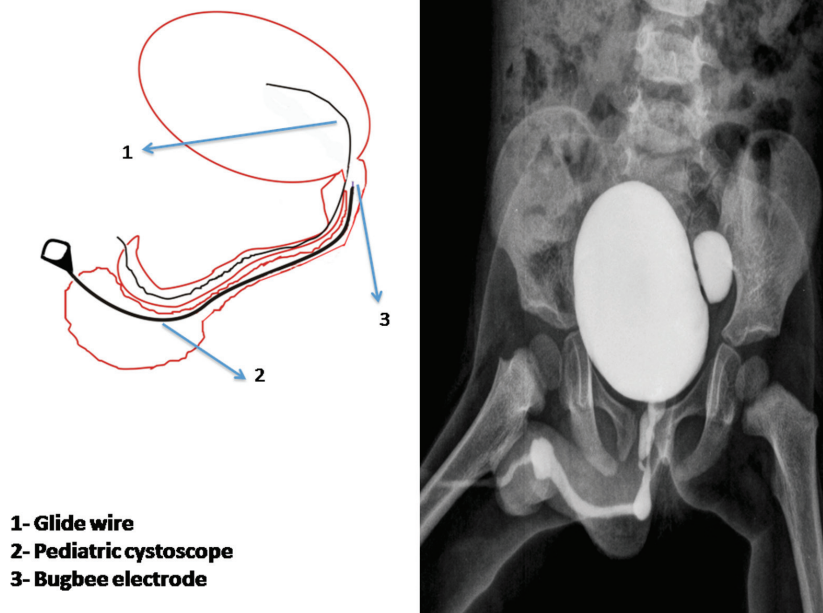 1
3
2
1- Glide wire
2- Pediatric cystoscope
3- Bugbee electrode